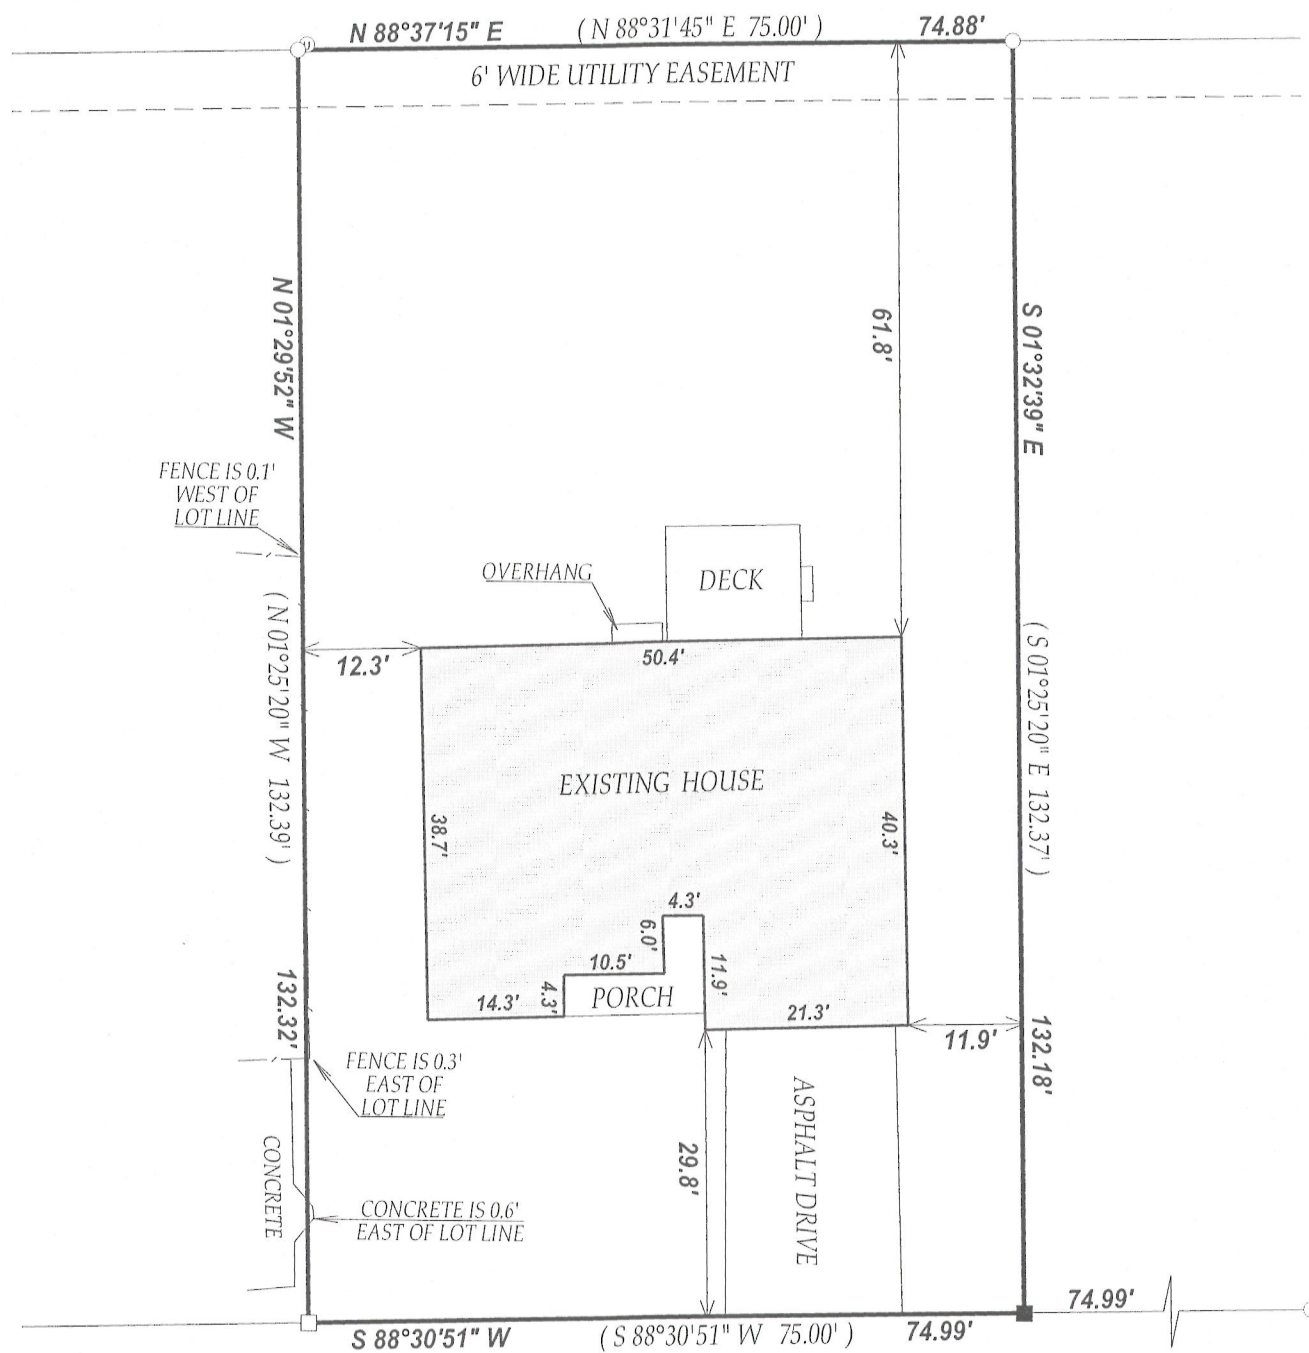 N 88°37'15" E ( N 88°31'45" E 75.00' ) 74.88'
6' WIDE UTILITY EASEMENT
N 01°29'52" W
61.8'
S 01°32'39" E
FENCE IS 0.1'
WEST OF
LOT LINE
OVERHANG
DECK
( N 01°25'20" W 132.39' )
12.3'
50.4'
( S 01°25'20" E 132.37' )
EXISTING HOUSE
38.7'
40.3'
4.3'
6.0'
10.5'
11.9'
14.3'
4.3'
PORCH
21.3'
132.32'
11.9'
132.18'
FENCE IS 0.3'
EAST OF
LOT LINE
29.8'
ASPHALT DRIVE
CONCRETE
CONCRETE IS 0.6'
EAST OF LOT LINE
74.99'
S 88°30'51" W ( S 88°30'51" W 75.00' ) 74.99'